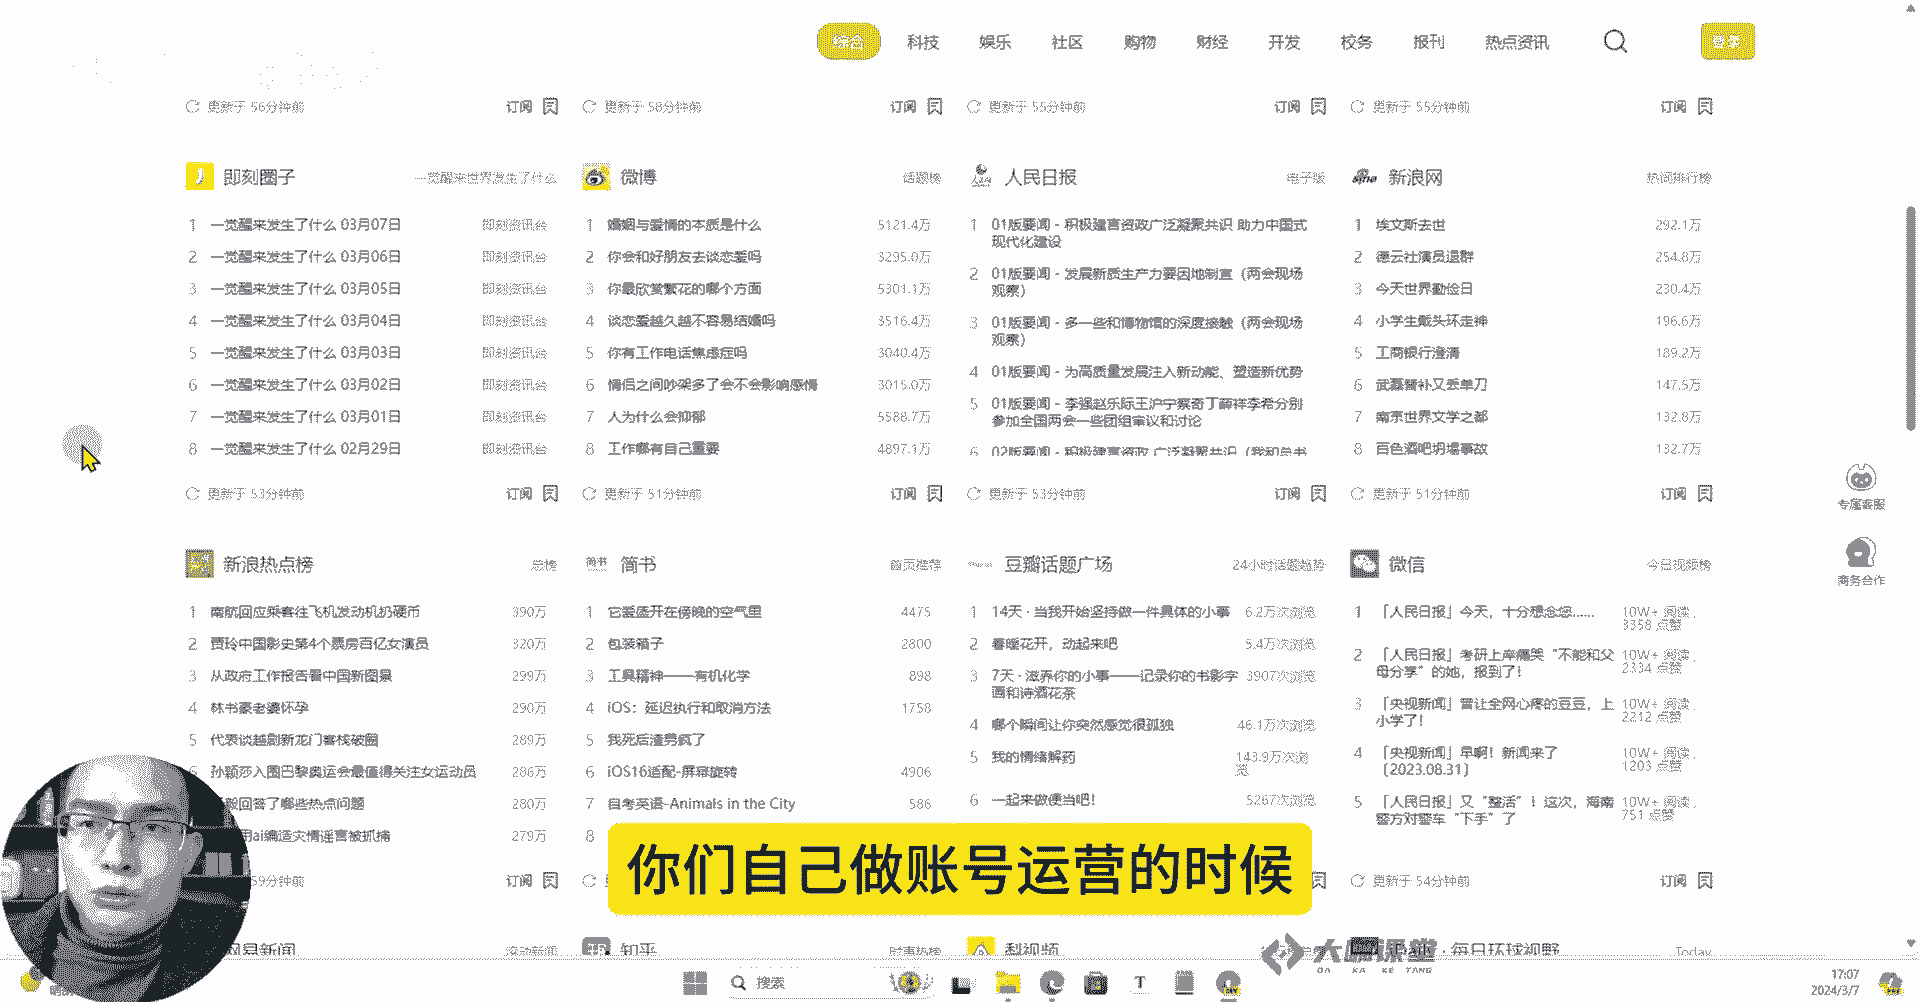 综合 科技 娱乐 社区 购物 财经 开发 校务 报刊 热点资讯 登录
更新于 56分钟前 订阅
更新于 58分钟前 订阅
更新于 55分钟前 订阅
更新于 55分钟前 订阅
即刻圈子 一觉醒来世界发生了什么
1 一觉醒来发生了什么 03月07日 即刻资讯台
2 一觉醒来发生了什么 03月06日 即刻资讯台
3 一觉醒来发生了什么 03月05日 即刻资讯台
4 一觉醒来发生了什么 03月04日 即刻资讯台
5 一觉醒来发生了什么 03月03日 即刻资讯台
6 一觉醒来发生了什么 03月02日 即刻资讯台
7 一觉醒来发生了什么 03月01日 即刻资讯台
8 一觉醒来发生了什么 02月29日 即刻资讯台
更新于 53分钟前 订阅
微博 话题榜
1 婚姻与爱情的本质是什么 5121.4万
2 你会和好朋友去谈恋爱吗 3295.0万
3 你最欣赏繁花的哪个方面 5301.1万
4 谈恋爱越久越不容易结婚吗 3516.4万
5 你有工作电话焦虑症吗 3040.4万
6 情侣之间吵架多了会不会影响感情 3015.0万
7 人为什么会抑郁 5588.7万
8 工作哪有自己重要 4897.1万
更新于 51分钟前 订阅
人民日报 电子版
1 01版要闻 - 积极建言资政广泛凝聚共识 助力中国式
现代化建设
2 01版要闻 - 发展新质生产力要因地制宜（两会现场
观察）
3 01版要闻 - 多一些和博物馆的深度接触（两会现场
观察）
4 01版要闻 - 为高质量发展注入新动能、塑造新优势
5 01版要闻 - 李强赵乐际王沪宁蔡奇丁薛祥李希分别
参加全国两会一些团组审议和讨论
6 02版要闻 - 积极建言资政 广泛凝聚共识（我和总书
更新于 53分钟前 订阅
新浪网 热词排行榜
1 埃文斯去世 292.1万
2 德云社演员退群 254.8万
3 今天世界勤俭日 230.4万
4 小学生戴头环走神 196.6万
5 工商银行澄清 189.2万
6 武磊替补又丢单刀 147.5万
7 南京世界文学之都 132.8万
8 百色酒吧坍塌事故 132.7万
更新于 51分钟前 订阅
专属客服
商务合作
新浪热点榜 总榜
1 南航回应乘客往飞机发动机扔硬币 390万
2 贾玲中国影史第4个票房百亿女演员 320万
3 从政府工作报告看中国新图景 299万
4 林书豪老婆怀孕 290万
5 代表谈越剧新龙门客栈破圈 289万
6 孙颖莎入围巴黎奥运会最值得关注女运动员 286万
毅回答了哪些热点问题 280万
用ai编造灾情谣言被抓捕 279万
59分钟前 订阅
简书 首页推荐
1 它爱盛开在傍晚的空气里 4475
2 包装箱子 2800
3 工具精神——有机化学 898
4 iOS：延迟执行和取消方法 1758
5 我死后渣男疯了
6 iOS16适配-屏幕旋转 4906
7 自考英语-Animals in the City 586
8
豆瓣话题广场 24小时话题趋势
1 14天 · 当我开始坚持做一件具体的小事 6.2万次浏览
2 春暖花开，动起来吧 5.4万次浏览
3 7天 · 滋养你的小事——记录你的书影字 3907次浏览
画和诗酒花茶
4 哪个瞬间让你突然感觉很孤独 46.1万次浏览
5 我的情绪解药 143.9万次浏
览
6 一起来做便当吧！ 5267次浏览
微信 今日视频榜
1 「人民日报」今天，十分想念您…… 10W+ 阅读，
3358 点赞
2 「人民日报」考研上岸痛哭“不能和父 10W+ 阅读，
母分享”的她，报到了！ 2334 点赞
3 「央视新闻」曾让全网心疼的豆豆，上 10W+ 阅读，
小学了！ 2212 点赞
4 「央视新闻」早啊！新闻来了 10W+ 阅读，
〔2023.08.31〕 1203 点赞
5 「人民日报」又“整活”！这次，海南 10W+ 阅读，
警方对警车“下手”了 751 点赞
更新于 54分钟前 订阅
你们自己做账号运营的时候
网易新闻 滚动新闻
知乎 时事热榜
梨视频
每日环球视野 Today
大咖课堂
DA KA KE TANG
搜索
17:07
2024/3/7